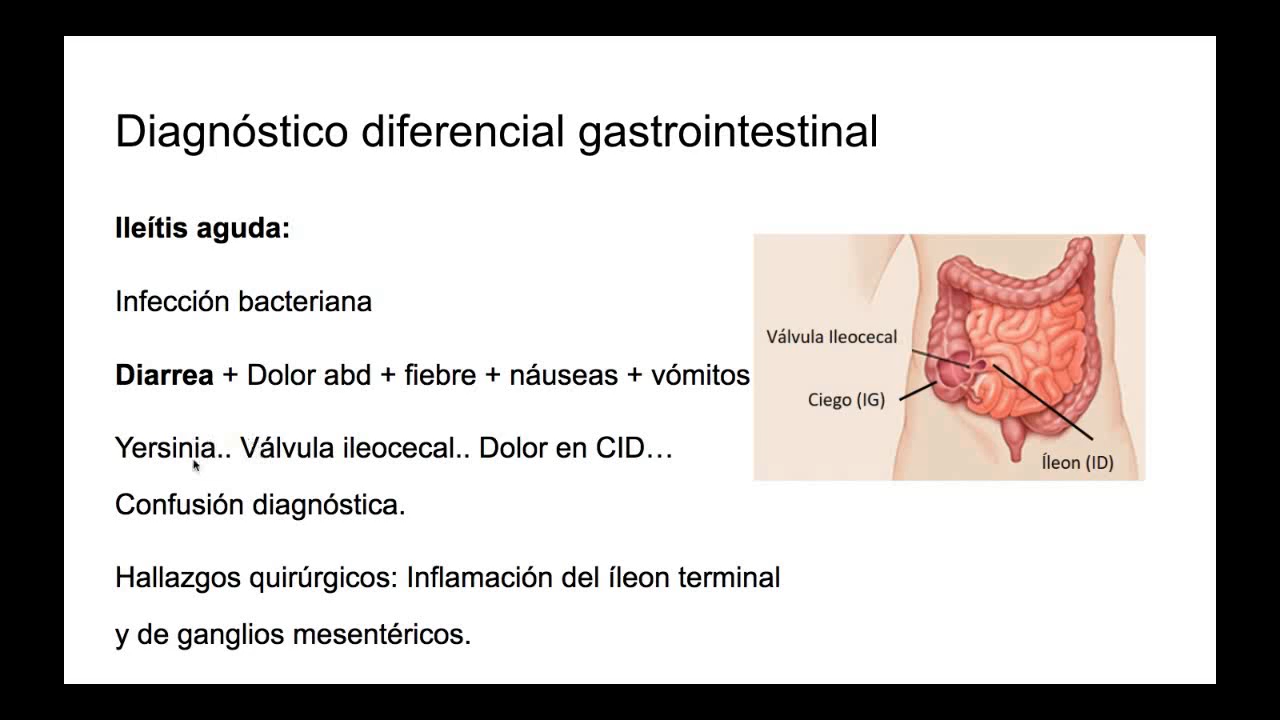 Diagnóstico diferencial gastrointestinal
Ileítis aguda:
Infección bacteriana
Diarrea + Dolor abd + fiebre + náuseas + vómitos
Yersinia.. Válvula ileocecal.. Dolor en CID…
Confusión diagnóstica.
Hallazgos quirúrgicos: Inflamación del íleon terminal
y de ganglios mesentéricos.
Válvula Ileocecal
Ciego (IG)
Íleon (ID)